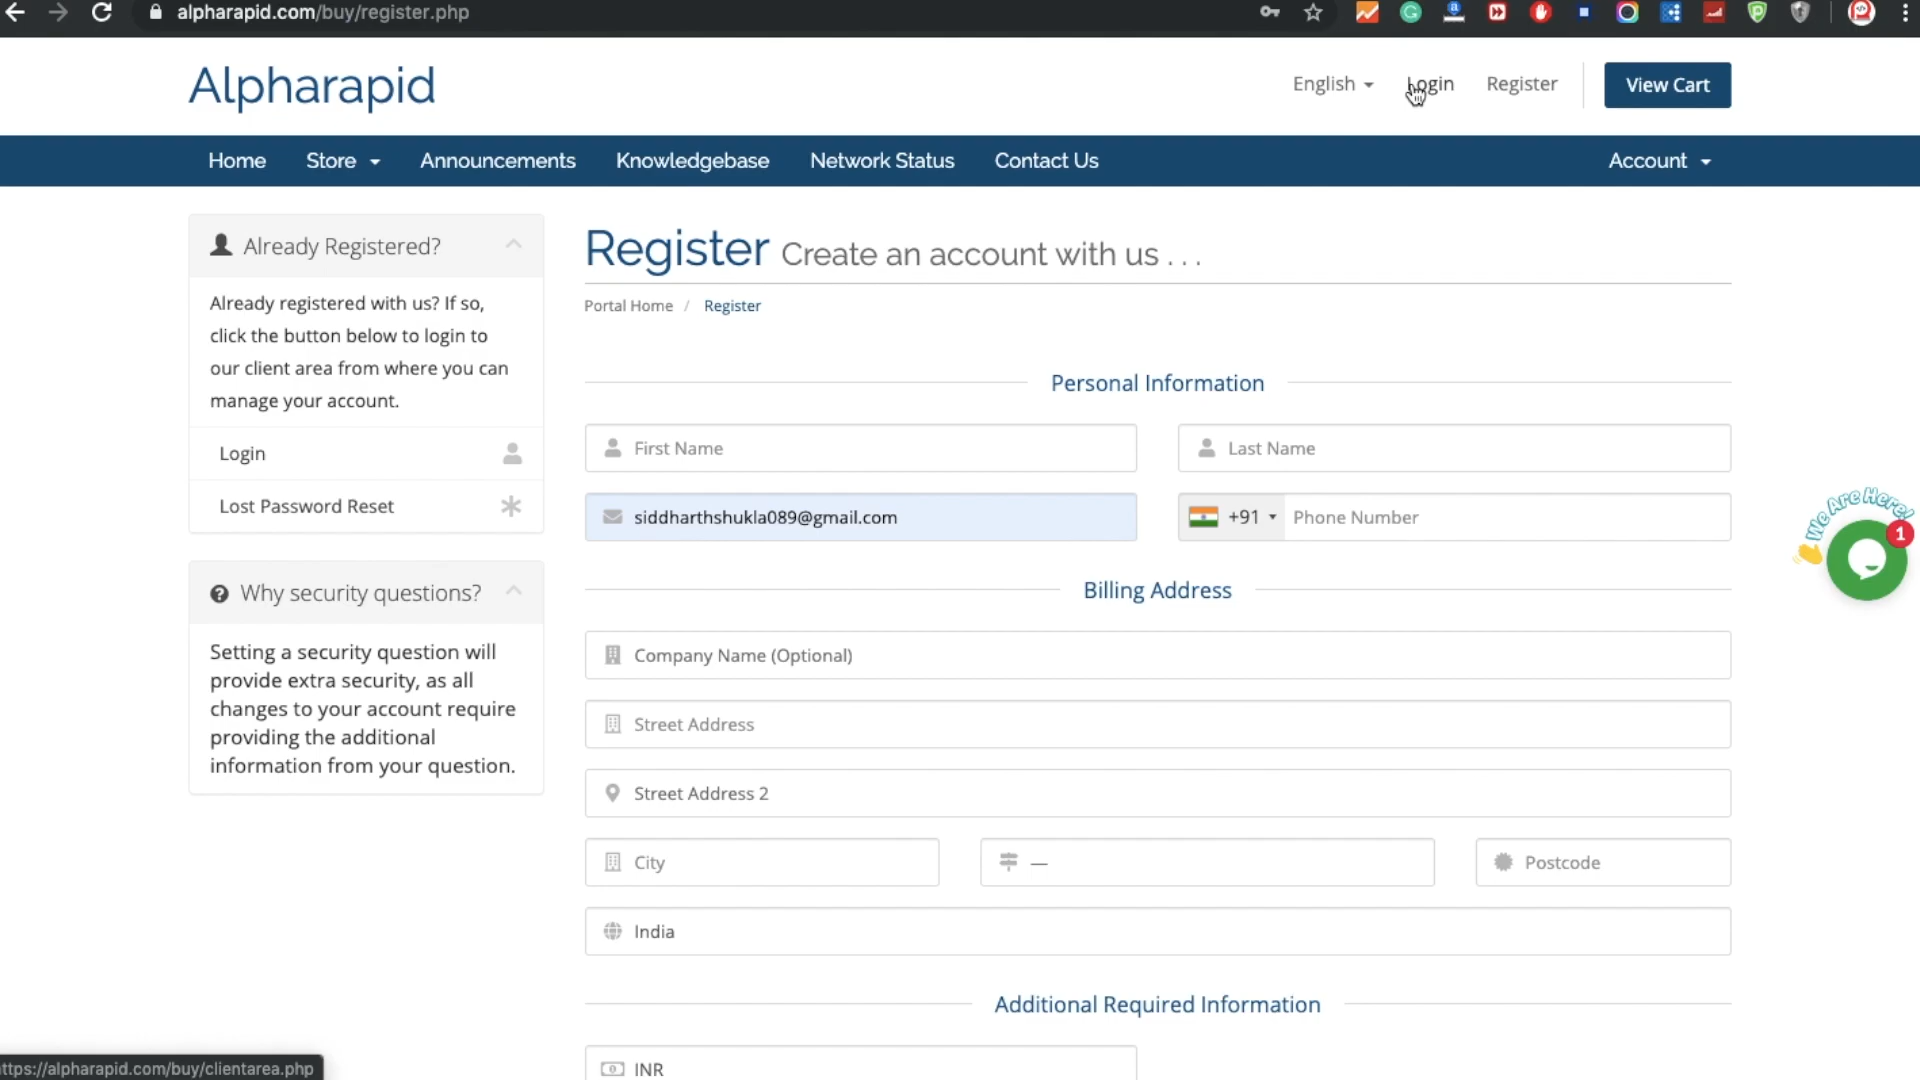 alpharapid.com/buy/register.php
Alpharapid
English
Login
Register
View Cart
Home
Store
Announcements
Knowledgebase
Network Status
Contact Us
Account
Already Registered?
Already registered with us? If so,
click the button below to login to
our client area from where you can
manage your account.
Login
Lost Password Reset
Why security questions?
Setting a security question will
provide extra security, as all
changes to your account require
providing the additional
information from your question.
Register Create an account with us . . .
Portal Home / Register
Personal Information
First Name
Last Name
siddharthshukla089@gmail.com
+91
Phone Number
Billing Address
Company Name (Optional)
Street Address
Street Address 2
City
—
Postcode
India
Additional Required Information
INR
We Are Here!
1
ttps://alpharapid.com/buy/clientarea.php